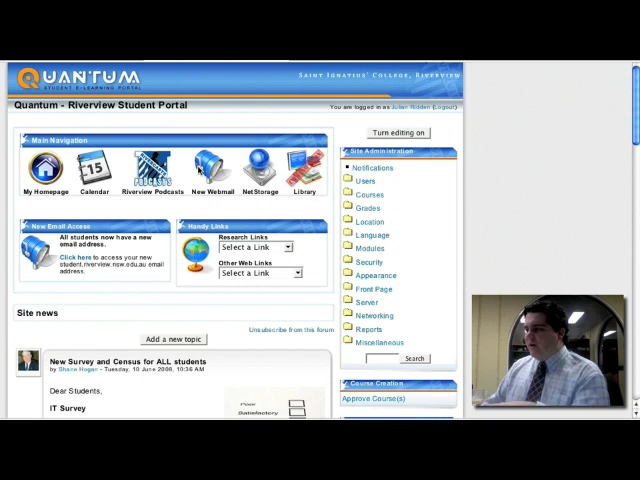 QUANTUM
STUDENT E-LEARNING PORTAL
SAINT IGNATIUS' COLLEGE, RIVERVIEW
Quantum - Riverview Student Portal
You are logged in as Julian Ridden (Logout)
Main Navigation
15
My Homepage
Calendar
Riverview Podcasts
New Webmail
NetStorage
Library
New Email Access
All students now have a new
email address.
Click here to access your new
student.riverview.nsw.edu.au email
address.
Handy Links
Research Links
Select a Link
Other Web Links
Select a Link
Site news
Unsubscribe from this forum
Add a new topic
New Survey and Census for ALL students
by Shane Hogan - Tuesday, 10 June 2008, 10:36 AM
Dear Students,
IT Survey
Poor
Satisfactory
Turn editing on
Site Administration
Notifications
Users
Courses
Grades
Location
Language
Modules
Security
Appearance
Front Page
Server
Networking
Reports
Miscellaneous
Search
Course Creation
Approve Course(s)